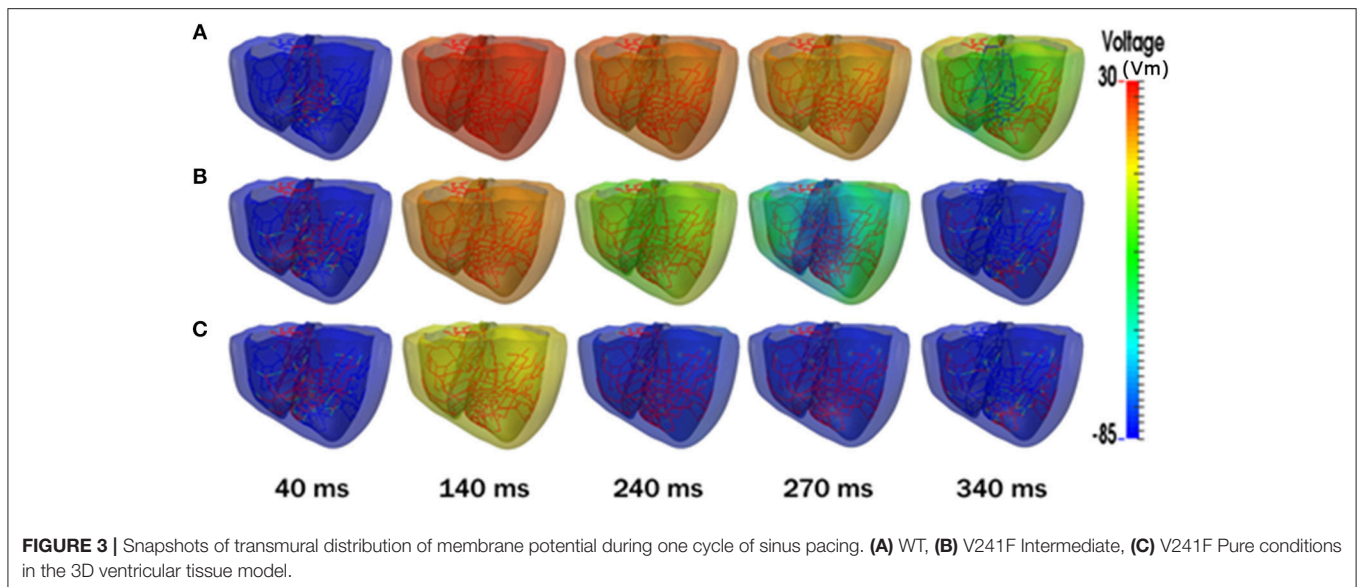 A
Voltage
(Vm)
30
B
C
-85
40 ms 140 ms 240 ms 270 ms 340 ms
FIGURE 3 | Snapshots of transmural distribution of membrane potential during one cycle of sinus pacing. (A) WT, (B) V241F Intermediate, (C) V241F Pure conditions
in the 3D ventricular tissue model.